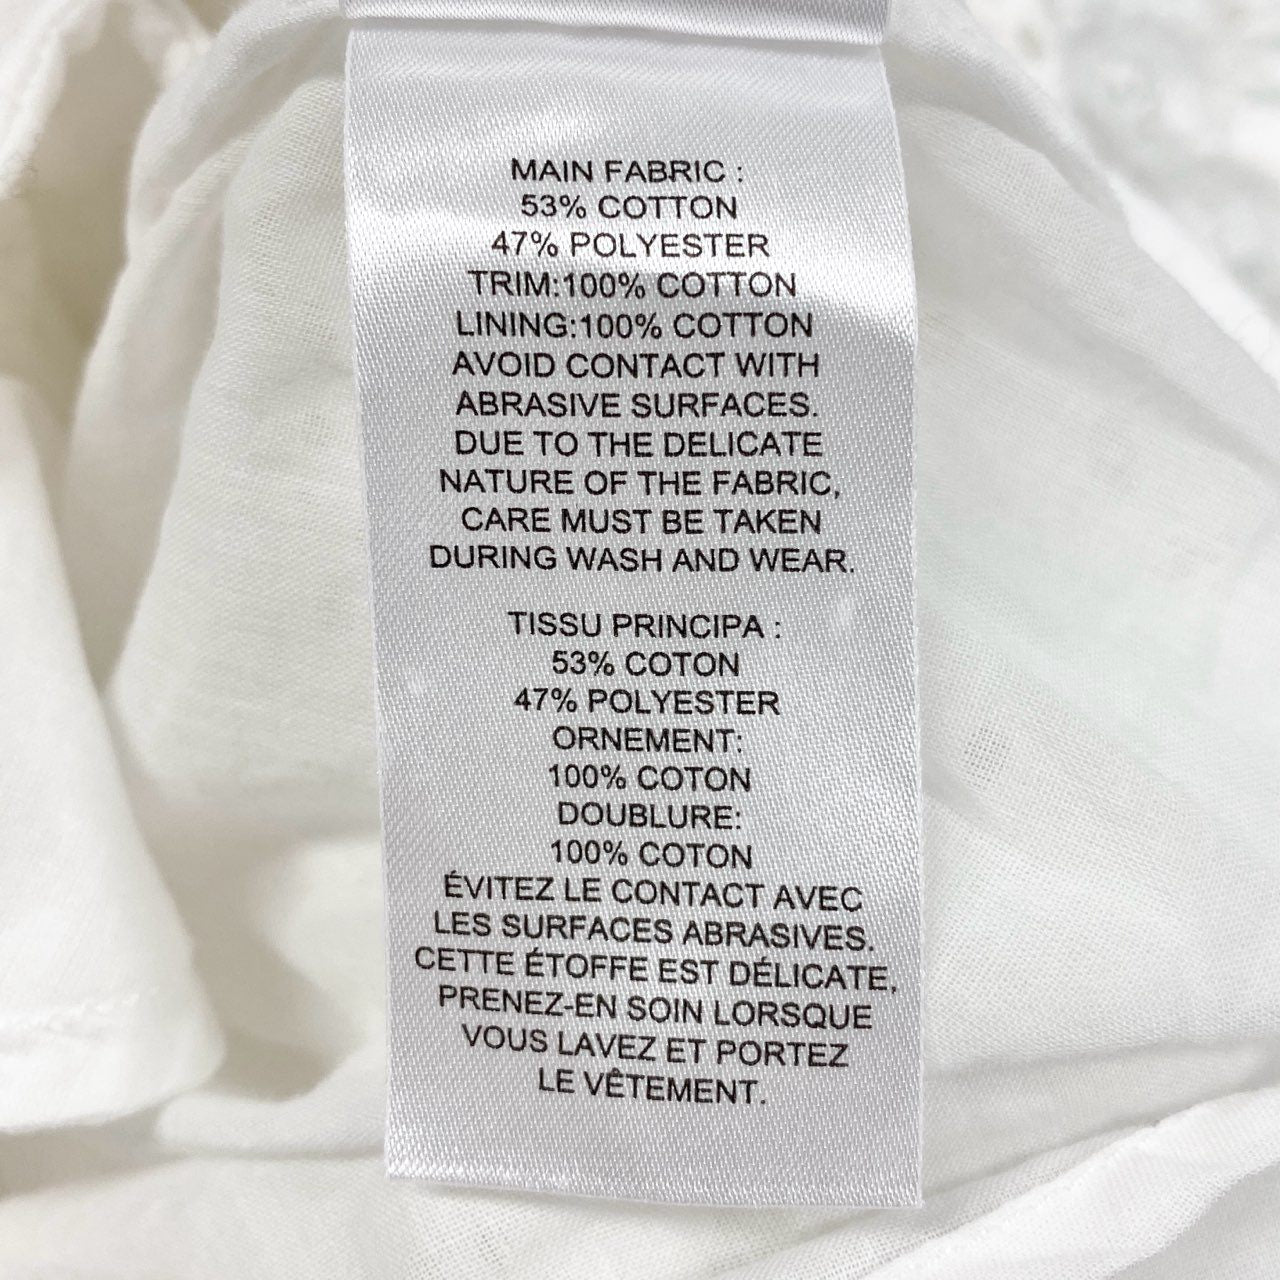 MAIN FABRIC :
53% COTTON
47% POLYESTER
TRIM:100% COTTON
LINING:100% COTTON
AVOID CONTACT WITH
ABRASIVE SURFACES.
DUE TO THE DELICATE
NATURE OF THE FABRIC,
CARE MUST BE TAKEN
DURING WASH AND WEAR.
TISSU PRINCIPA :
53% COTON
47% POLYESTER
ORNEMENT:
100% COTON
DOUBLURE:
100% COTON
ÉVITEZ LE CONTACT AVEC
LES SURFACES ABRASIVES.
CETTE ÉTOFFE EST DÉLICATE,
PRENEZ-EN SOIN LORSQUE
VOUS LAVEZ ET PORTEZ
LE VÊTEMENT.